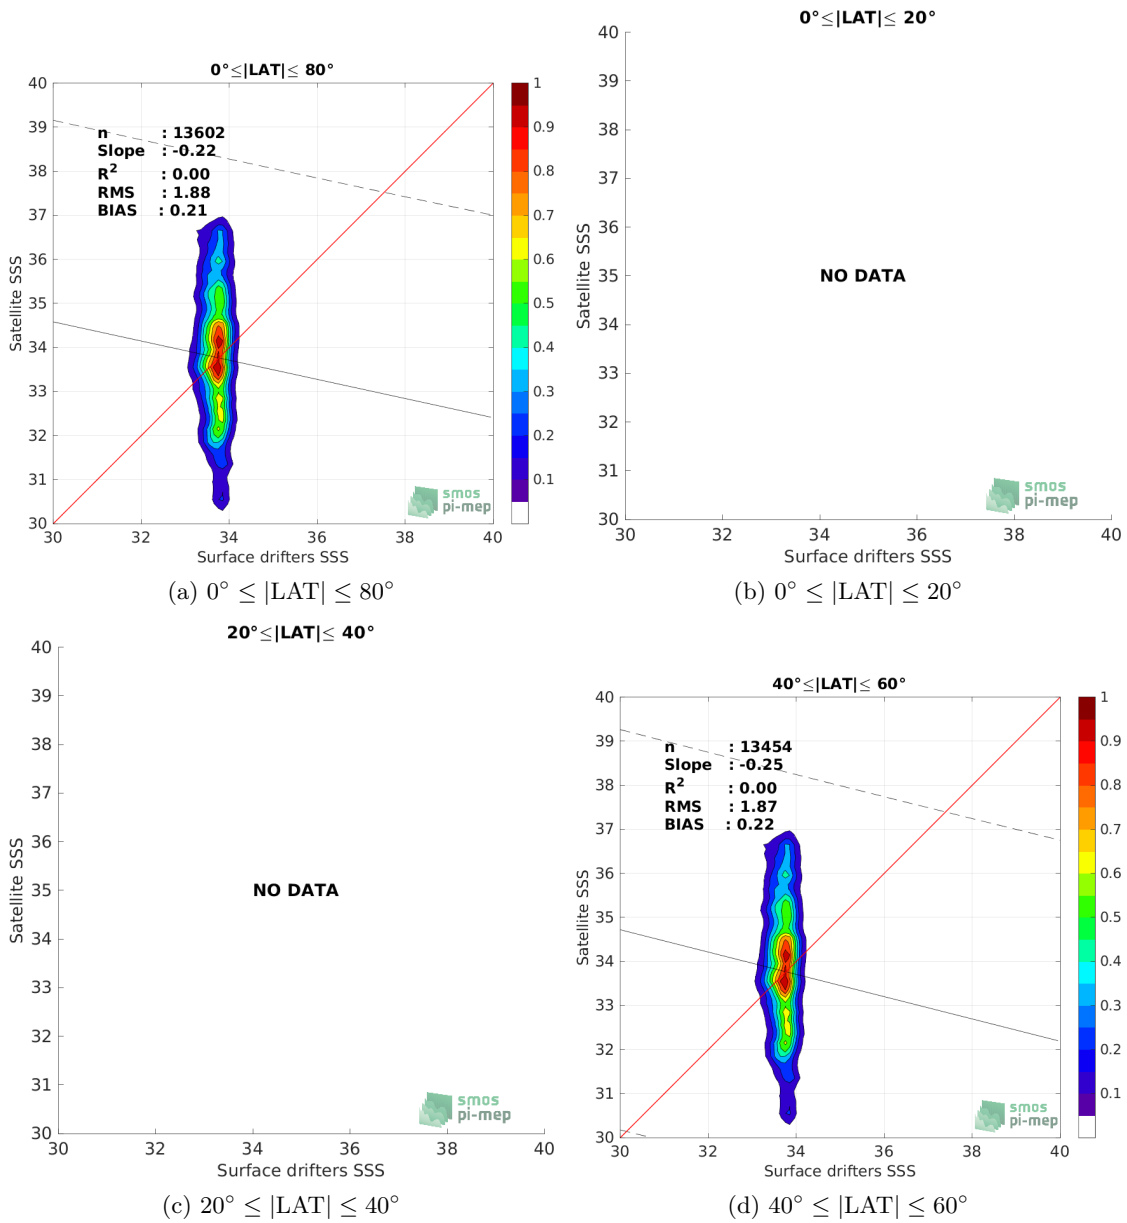 0°≤|LAT|≤ 80°
40
39
38
37
36
35
34
33
32
31
30
Satellite SSS
n : 13602
Slope : -0.22
R² : 0.00
RMS : 1.88
BIAS : 0.21
smos
pi-mep
30 32 34 36 38 40
Surface drifters SSS
1
0.9
0.8
0.7
0.6
0.5
0.4
0.3
0.2
0.1
(a) 0° ≤ |LAT| ≤ 80°
0°≤|LAT|≤ 20°
40
39
38
37
36
35
34
33
32
31
30
Satellite SSS
NO DATA
smos
pi-mep
30 32 34 36 38 40
Surface drifters SSS
(b) 0° ≤ |LAT| ≤ 20°
20°≤|LAT|≤ 40°
40
39
38
37
36
35
34
33
32
31
30
Satellite SSS
NO DATA
smos
pi-mep
30 32 34 36 38 40
Surface drifters SSS
(c) 20° ≤ |LAT| ≤ 40°
40°≤|LAT|≤ 60°
40
39
38
37
36
35
34
33
32
31
30
Satellite SSS
n : 13454
Slope : -0.25
R² : 0.00
RMS : 1.87
BIAS : 0.22
smos
pi-mep
30 32 34 36 38 40
Surface drifters SSS
1
0.9
0.8
0.7
0.6
0.5
0.4
0.3
0.2
0.1
(d) 40° ≤ |LAT| ≤ 60°